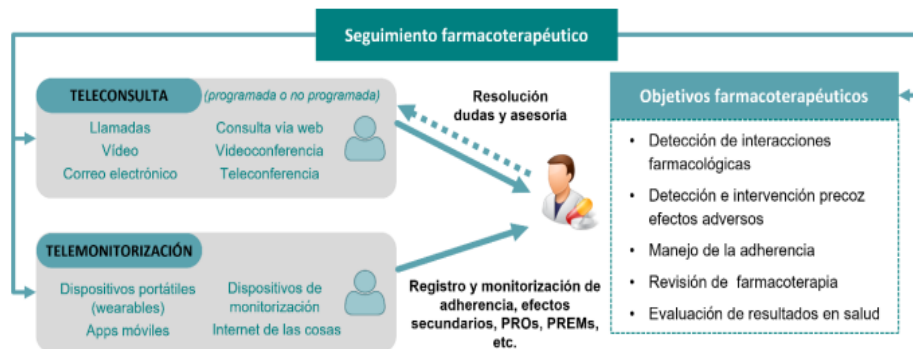 Seguimiento farmacoterapéutico
TELECONSULTA
(programada o no programada)
Llamadas
Consulta via web
Vídeo
Videoconferencia
Correo electrónico
Teleconferencia
Resolución
dudas y asesoría
TELEMONITORIZACIÓN
Dispositivos portátiles
(wearables)
Dispositivos de
monitorización
Apps móviles
Internet de las cosas
Registro y monitorización de
adherencia, efectos
secundarios, PROs, PREMs,
etc.
Objetivos farmacoterapéuticos
• Detección de interacciones
farmacológicas
• Detección e intervención precoz
efectos adversos
• Manejo de la adherencia
• Revisión de farmacoterapia
• Evaluación de resultados en salud